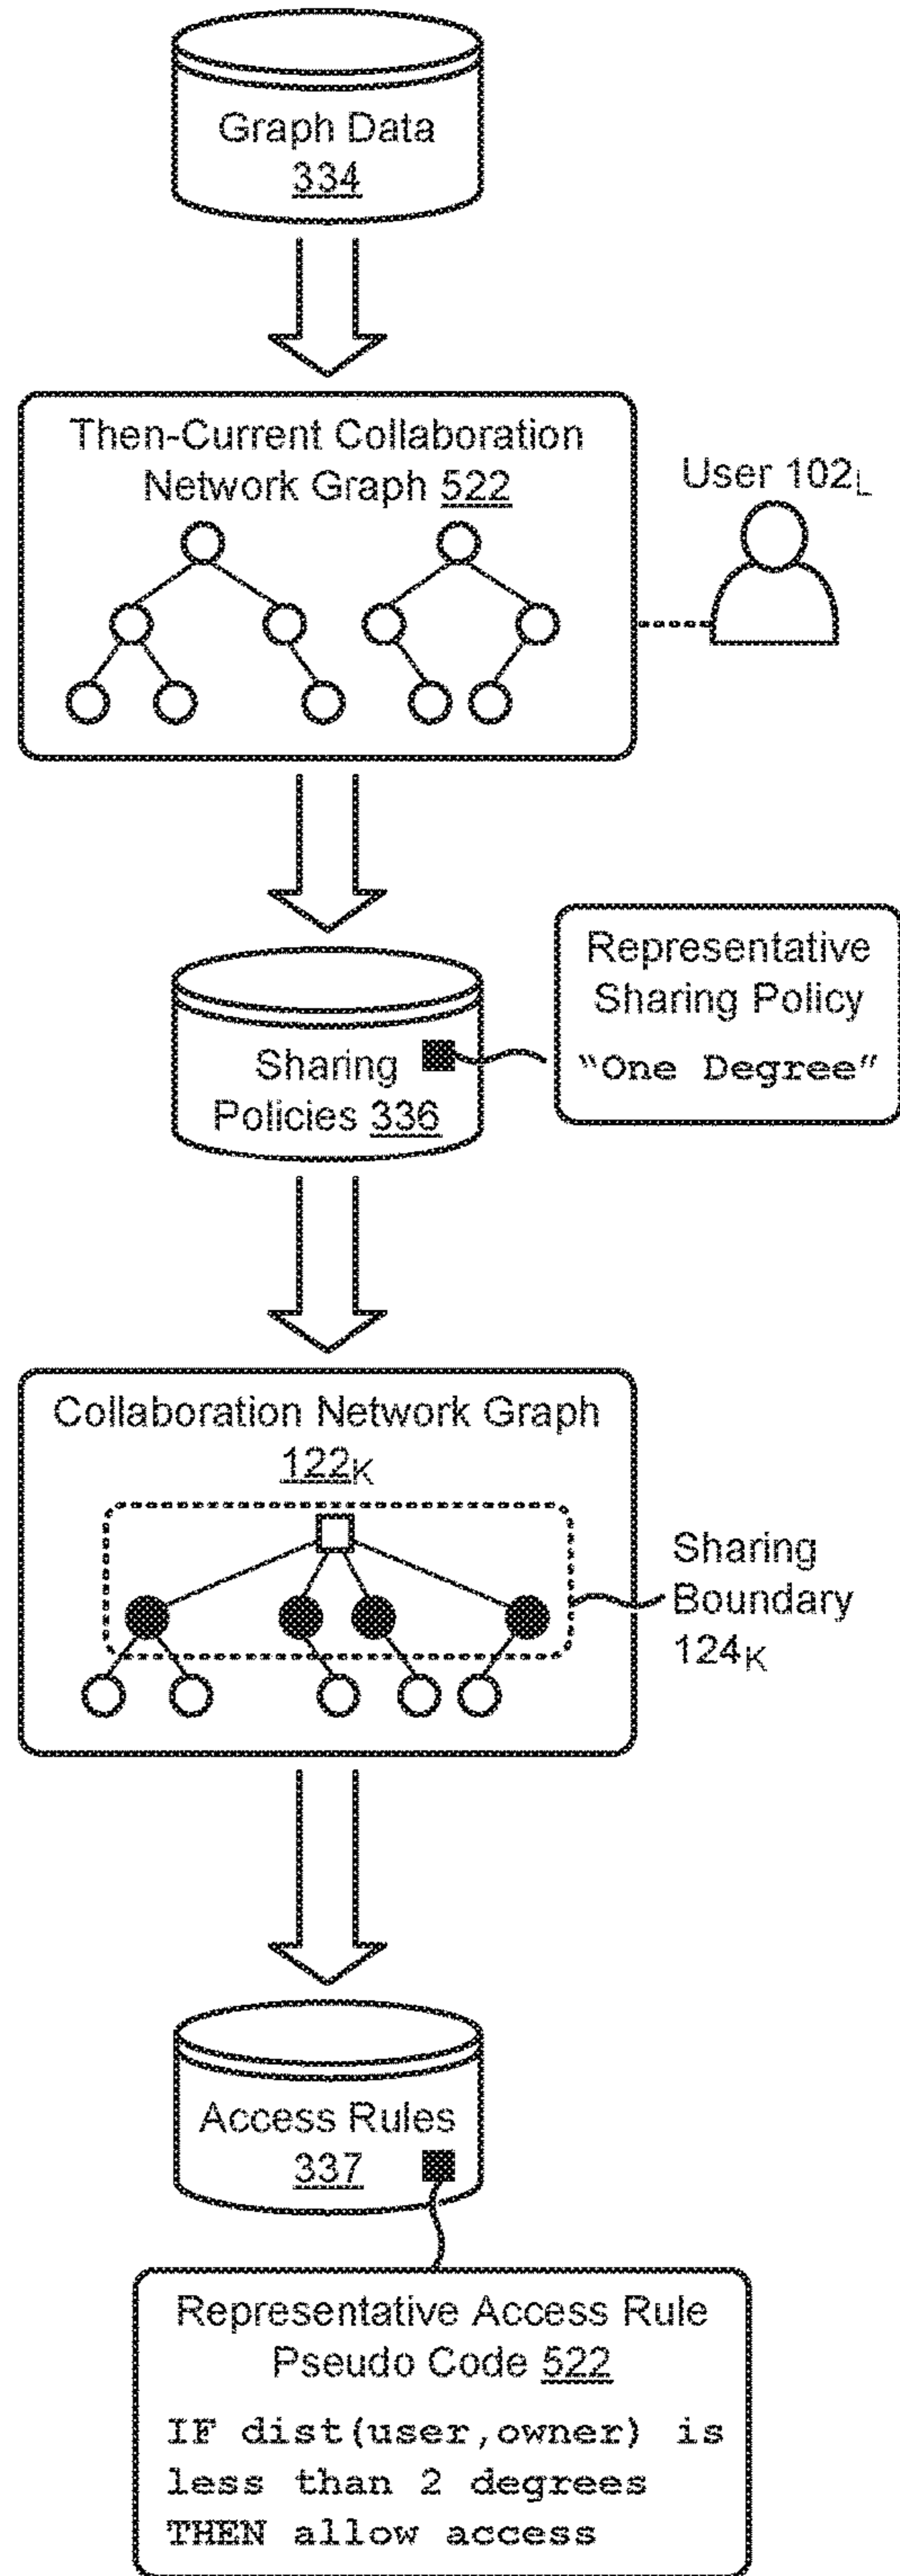 Graph Data
334
Then-Current Collaboration
Network Graph 522
User 102L
Representative
Sharing Policy
"One Degree"
Sharing
Policies 336
Collaboration Network Graph
122K
Sharing
Boundary
124K
Access Rules
337
Representative Access Rule
Pseudo Code 522
IF dist(user,owner) is
less than 2 degrees
THEN allow access